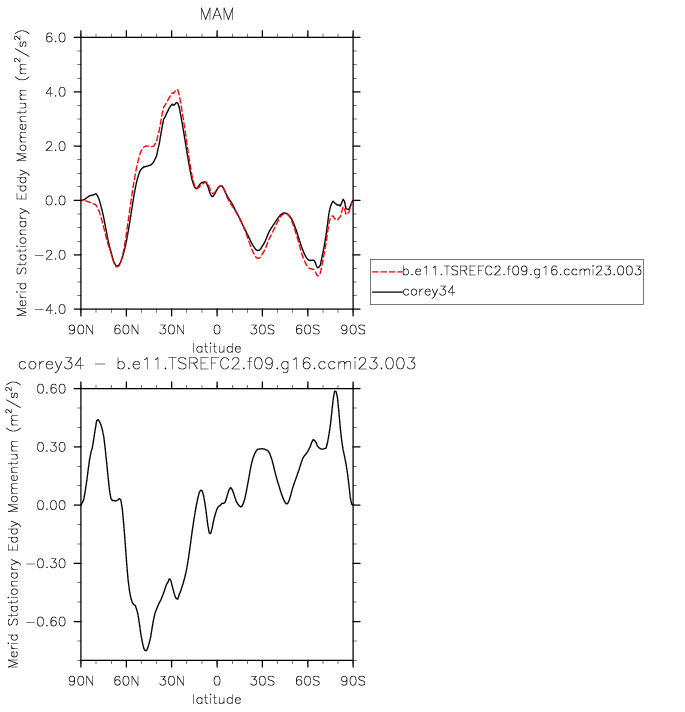 MAM
Merid Stationary Eddy Momentum (m²/s²)
6.0
4.0
2.0
0.0
−2.0
−4.0
90N 60N 30N 0 30S 60S 90S
latitude
b.e11.TSREFC2.f09.g16.ccmi23.003
corey34
corey34 − b.e11.TSREFC2.f09.g16.ccmi23.003
Merid Stationary Eddy Momentum (m²/s²)
0.60
0.30
0.00
−0.30
−0.60
90N 60N 30N 0 30S 60S 90S
latitude